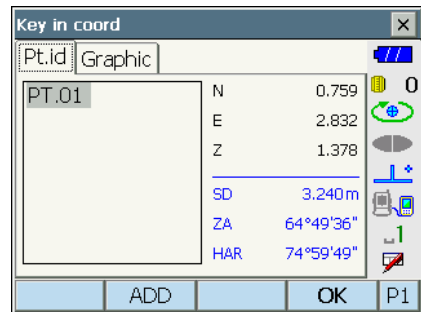 Key in coord
Pt.id Graphic
PT.01
N 0.759
E 2.832
Z 1.378
SD 3.240m
ZA 64°49'36"
HAR 74°59'49"
0
1
ADD OK P1